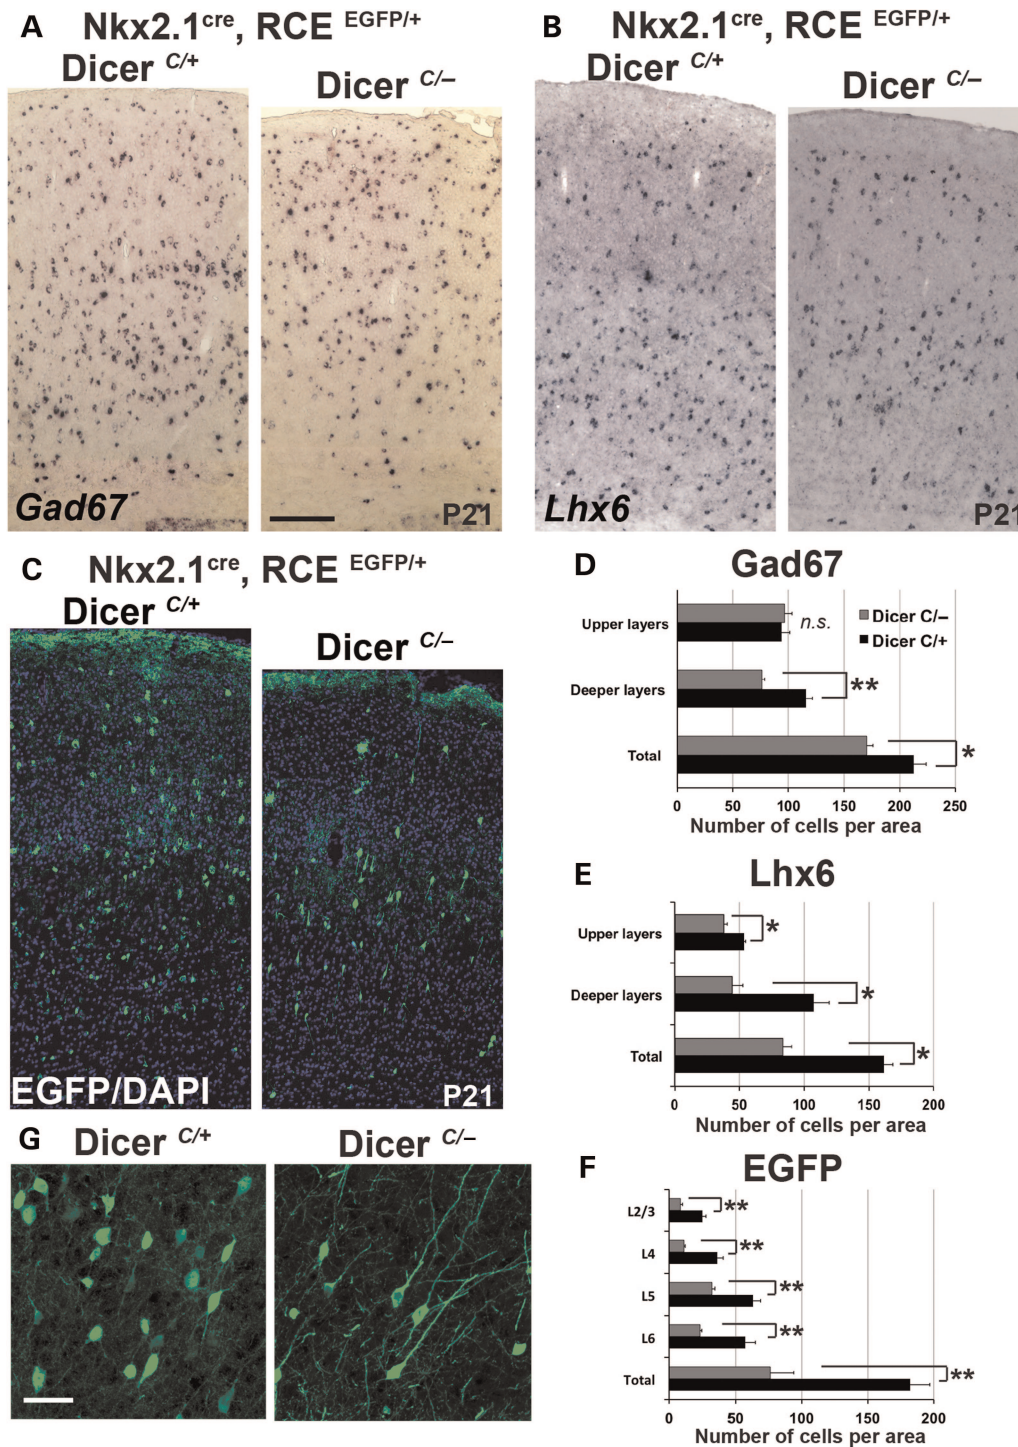 A Nkx2.1cre, RCE EGFP/+
Dicer C/+
Dicer C/–
Gad67
P21
B Nkx2.1cre, RCE EGFP/+
Dicer C/+
Dicer C/–
Lhx6
P21
C Nkx2.1cre, RCE EGFP/+
Dicer C/+
Dicer C/–
EGFP/DAPI
P21
D Gad67
Upper layers
n.s.
Dicer C/–
Dicer C/+
Deeper layers
**
Total
*
0 50 100 150 200 250
Number of cells per area
E Lhx6
Upper layers
*
Deeper layers
*
Total
*
0 50 100 150 200
Number of cells per area
G Dicer C/+
Dicer C/–
F EGFP
L2/3
**
L4
**
L5
**
L6
**
Total
**
0 50 100 150 200
Number of cells per area